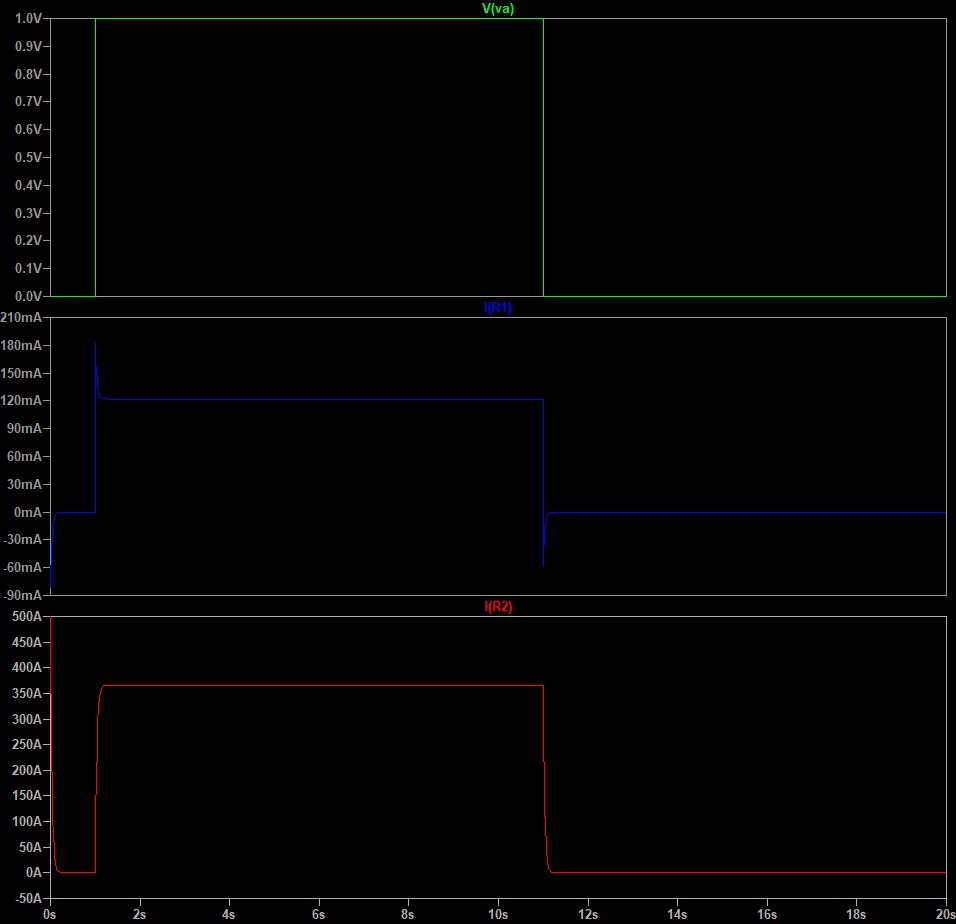 V(va)
1.0V
0.9V
0.8V
0.7V
0.6V
0.5V
0.4V
0.3V
0.2V
0.1V
0.0V
I(R1)
210mA
180mA
150mA
120mA
90mA
60mA
30mA
0mA
-30mA
-60mA
-90mA
I(R2)
500A
450A
400A
350A
300A
250A
200A
150A
100A
50A
0A
-50A
0s 2s 4s 6s 8s 10s 12s 14s 16s 18s 20s